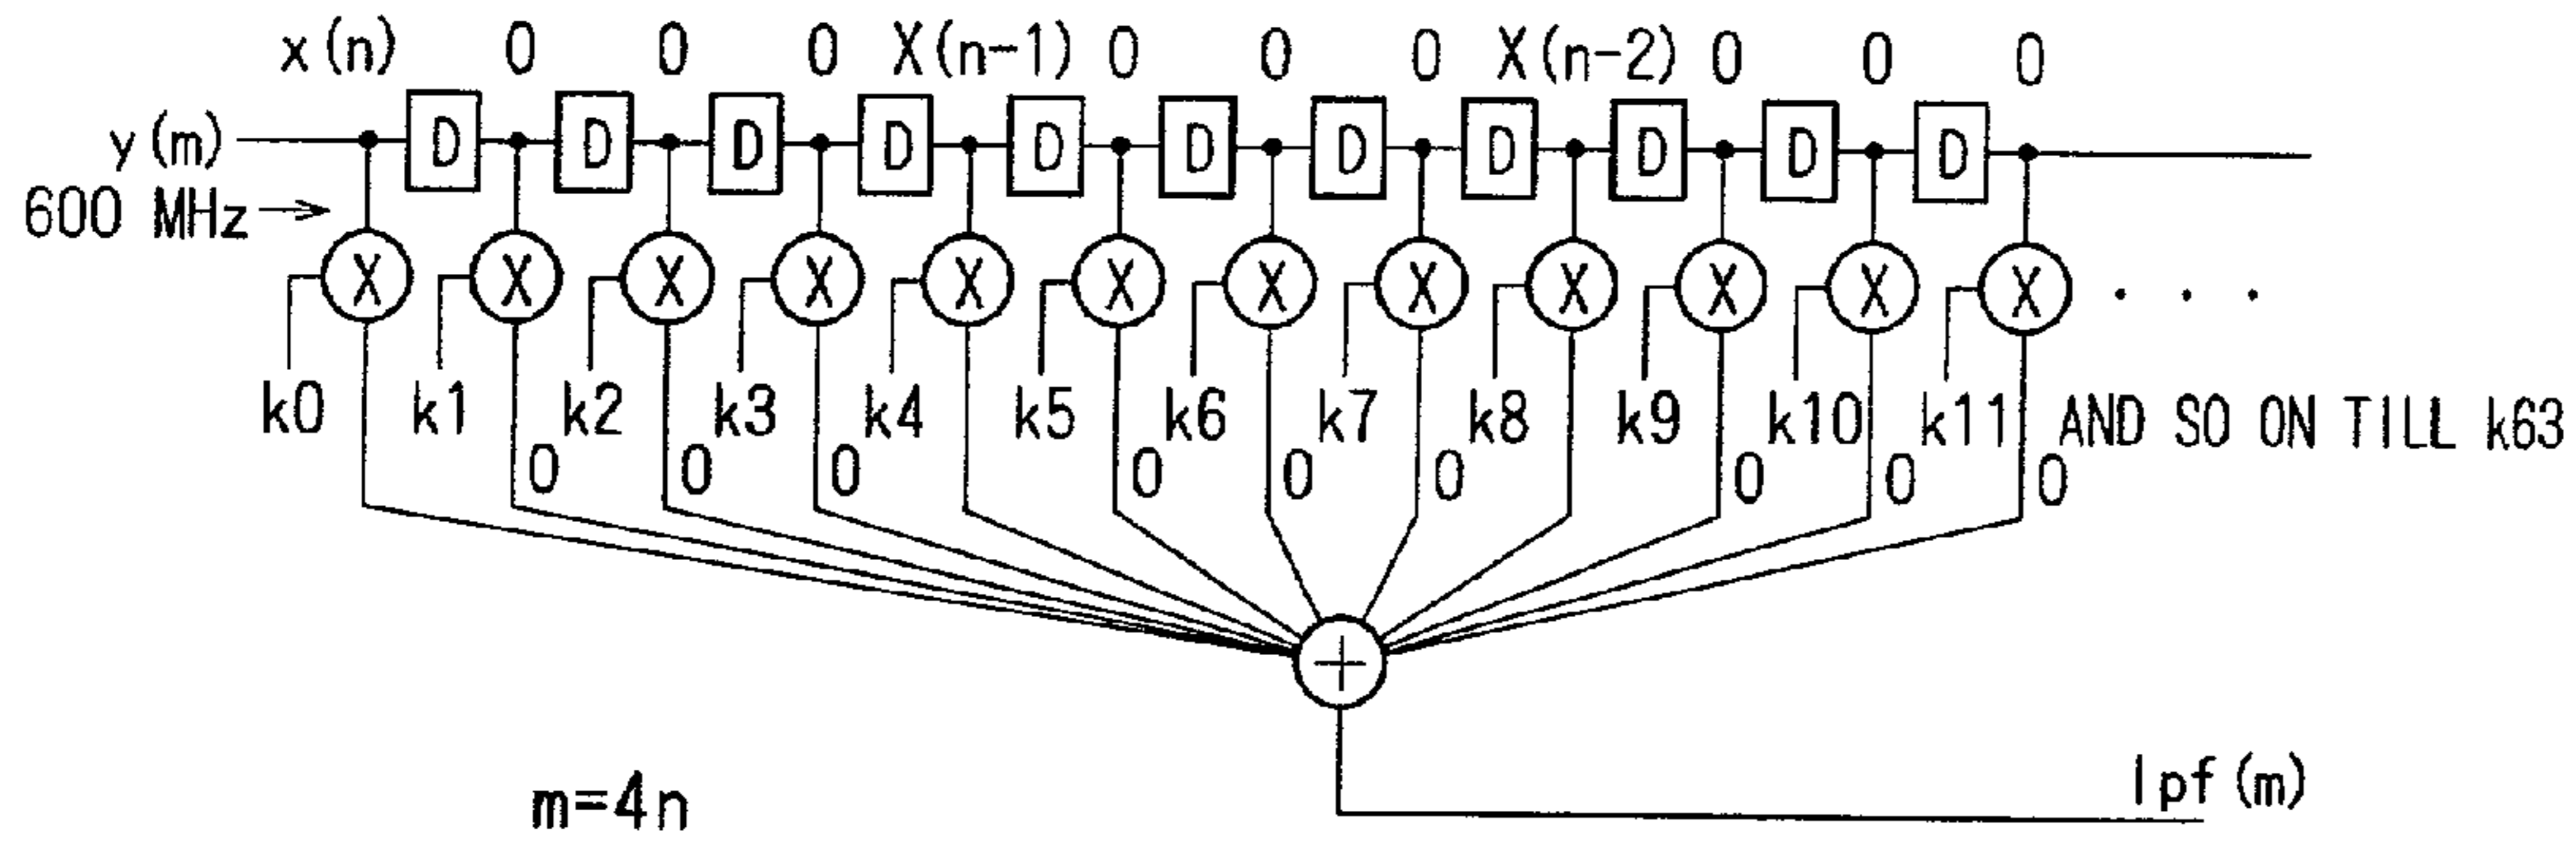 x(n) 0 0 0 X(n-1) 0 0 0 X(n-2) 0 0 0
y(m) D D D D D D D D D D D
600 MHz
X X X X X X X X X X X X . . .
k0 k1 k2 k3 k4 k5 k6 k7 k8 k9 k10 k11 AND SO ON TILL k63
0 0 0 0 0 0 0 0 0
+
m=4n
lpf(m)